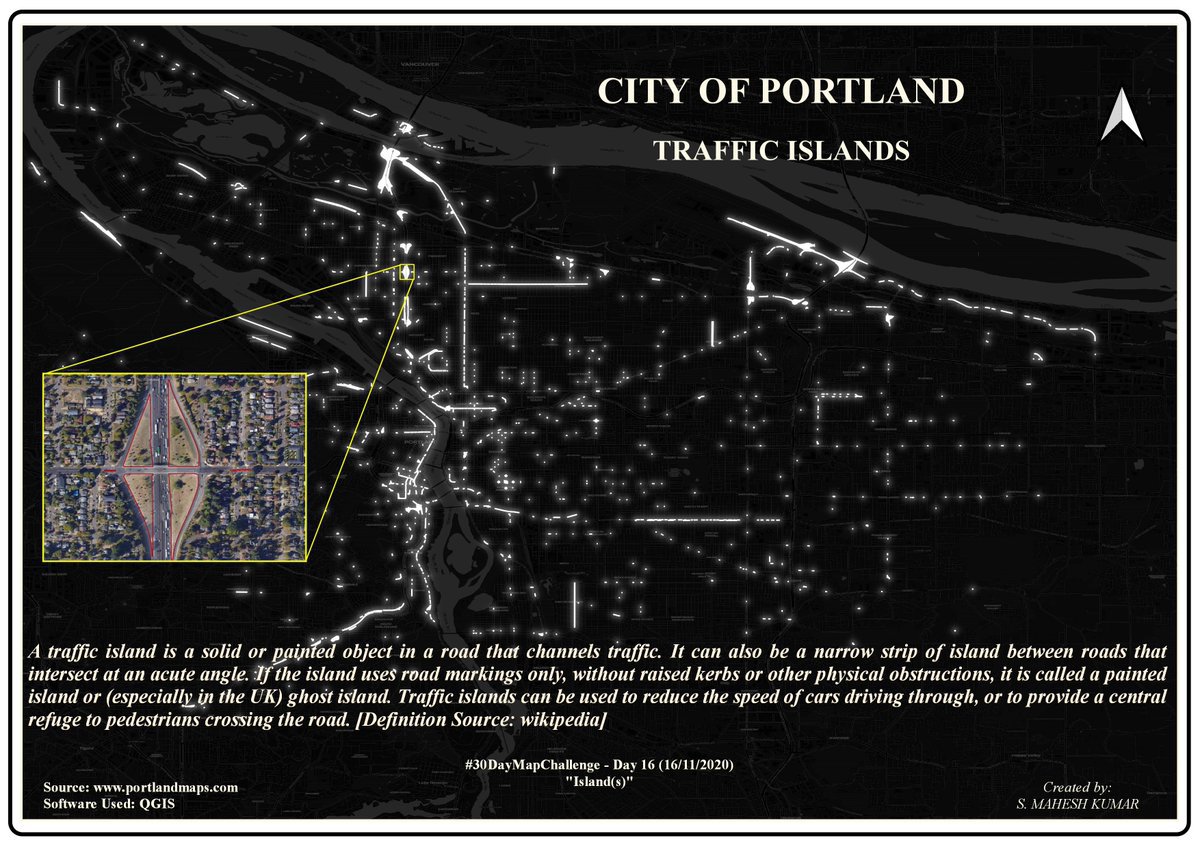 VANCOUVER
CITY OF PORTLAND
TRAFFIC ISLANDS
A traffic island is a solid or painted object in a road that channels traffic. It can also be a narrow strip of island between roads that
intersect at an acute angle. If the island uses road markings only, without raised kerbs or other physical obstructions, it is called a painted
island or (especially in the UK) ghost island. Traffic islands can be used to reduce the speed of cars driving through, or to provide a central
refuge to pedestrians crossing the road. [Definition Source: wikipedia]
#30DayMapChallenge - Day 16 (16/11/2020)
"Island(s)"
Source: www.portlandmaps.com
Software Used: QGIS
Created by:
S. MAHESH KUMAR